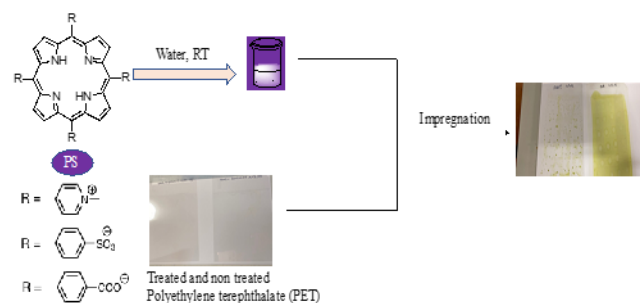 R
Water, RT
NH
N
R
R
N
HN
R
Impregnation
PS
R =
N
⊕
R =
SO₃
⊖
R =
COO
⊖
Treated and non treated
Polyethylene terephthalate (PET)